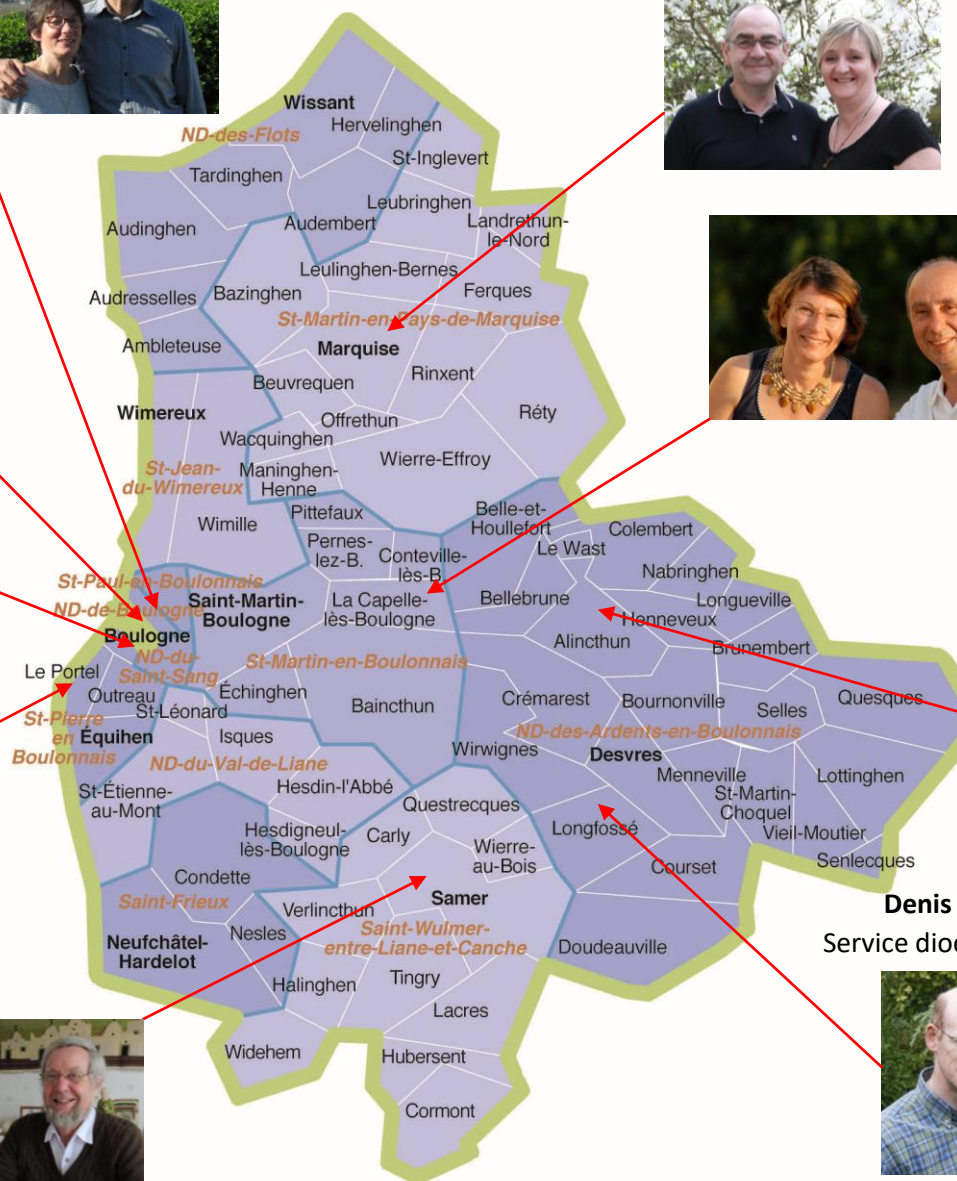 Wissant
Hervelinghen
ND-des-Flots
St-Inglevert
Tardinghen
Leubringhen
Landrethun-
le-Nord
Audinghen
Audembert
Leulinghen-Bernes
Ferques
Audresselles
Bazinghen
St-Martin-en-Pays-de-Marquise
Ambleteuse
Marquise
Rinxent
Beuvrequen
Wimereux
Offrethun
Réty
Wacquinghen
Wierre-Effroy
St-Jean-
du-Wimereux
Maninghen-
Henne
Wimille
Pittefaux
Belle-et-
Houllefort
Colembert
Pernes-
lez-B.
Conteville-
lès-B.
Le Wast
Nabringhen
St-Paul-en-Boulonnais
ND-de-Boulogne
Saint-Martin-
Boulogne
La Capelle-
lès-Boulogne
Bellebrune
Longueville
Henneveux
Boulogne
Alincthun
Brunembert
ND-du-
Saint-Sang
St-Martin-en-Boulonnais
Le Portel
Outreau
Échinghen
Baincthun
Crémarest
Bournonville
Selles
Quesques
St-Léonard
St-Pierre
en
Boulonnais
Équihen
Isques
Wirwignes
ND-des-Ardents-en-Boulonnais
Desvres
ND-du-Val-de-Liane
Menneville
Lottinghen
St-Étienne-
au-Mont
Hesdin-l'Abbé
Questrecques
St-Martin-
Choquel
Hesdigneul-
lès-Boulogne
Carly
Longfossé
Vieil-Moutier
Wierre-
au-Bois
Senlecques
Condette
Courset
Saint-Frieux
Verlincthun
Samer
Denis
Neufchâtel-
Hardelot
Nesles
Saint-Wulmer-
entre-Liane-et-Canche
Doudeauville
Service dioc
Halinghen
Tingry
Lacres
Widehem
Hubersent
Cormont